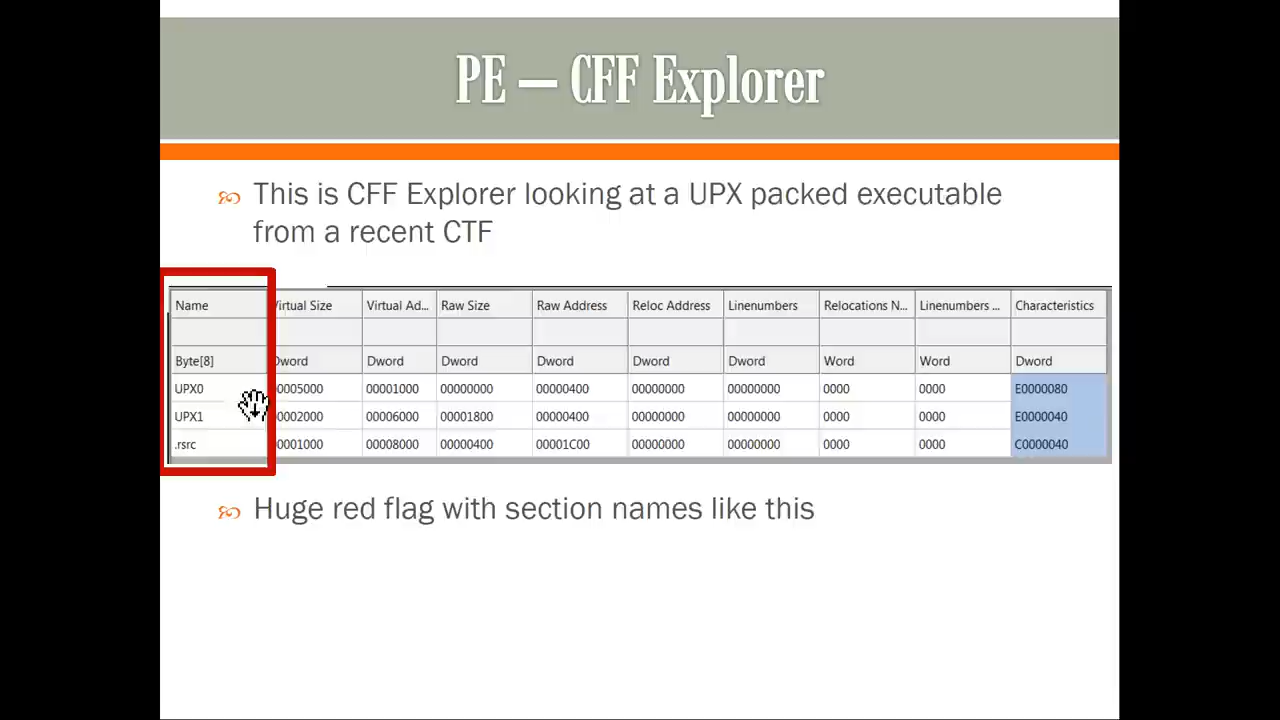 PE – CFF Explorer
This is CFF Explorer looking at a UPX packed executable
from a recent CTF
Name Virtual Size Virtual Ad... Raw Size Raw Address Reloc Address Linenumbers Relocations N... Linenumbers ... Characteristics
Byte[8] Dword Dword Dword Dword Dword Dword Word Word Dword
UPX0 00005000 00001000 00000000 00000400 00000000 00000000 0000 0000 E0000080
UPX1 00002000 00006000 00001800 00000400 00000000 00000000 0000 0000 E0000040
.rsrc 00001000 00008000 00000400 00001C00 00000000 00000000 0000 0000 C0000040
Huge red flag with section names like this